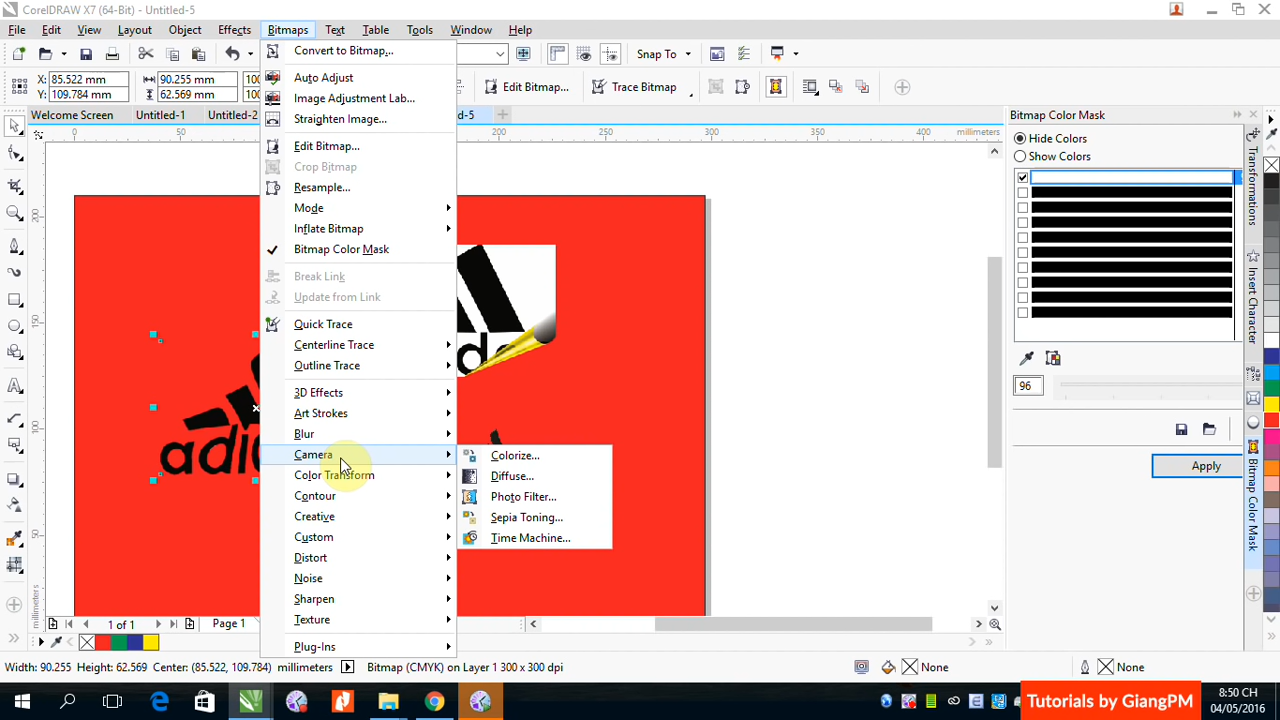 CorelDRAW X7 (64-Bit) - Untitled-5
File Edit View Layout Object Effects Bitmaps Text Table Tools Window Help
Snap To
X: 85.522 mm
Y: 109.784 mm
90.255 mm
62.569 mm
100
100
Edit Bitmap...
Trace Bitmap
Welcome Screen Untitled-1 Untitled-2
d-5
0 50 200 250 300 350 400 millimeters
200
150
100
50
millimeters
Convert to Bitmap...
Auto Adjust
Image Adjustment Lab...
Straighten Image...
Edit Bitmap...
Crop Bitmap
Resample...
Mode
Inflate Bitmap
Bitmap Color Mask
Break Link
Update from Link
Quick Trace
Centerline Trace
Outline Trace
3D Effects
Art Strokes
Blur
Camera
Color Transform
Contour
Creative
Custom
Distort
Noise
Sharpen
Texture
Plug-Ins
Colorize...
Diffuse...
Photo Filter...
Sepia Toning...
Time Machine...
Bitmap Color Mask
Hide Colors
Show Colors
96
Apply
Transformations
Insert Character
Bitmap Color Mask
1 of 1
Page 1
Width: 90.255 Height: 62.569 Center: (85.522, 109.784) millimeters
Bitmap (CMYK) on Layer 1 300 x 300 dpi
None
None
Tutorials by GiangPM
8:50 CH
04/05/2016